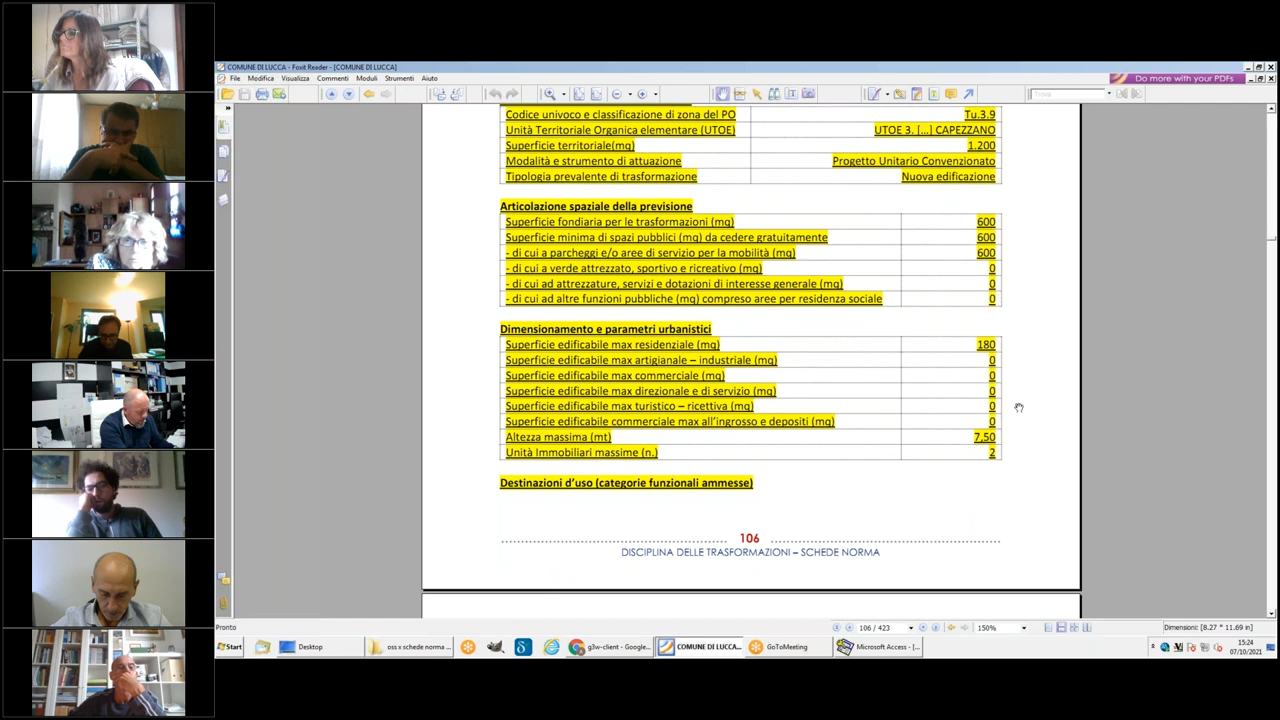 COMUNE DI LUCCA - Foxit Reader - [COMUNE DI LUCCA]
File Modifica Visualizza Commenti Moduli Strumenti Aiuto
Do more with your PDFs
Trova
Codice univoco e classificazione di zona del PO Tu.3.9
Unità Territoriale Organica elementare (UTOE) UTOE 3. [...] CAPEZZANO
Superficie territoriale(mq) 1.200
Modalità e strumento di attuazione Progetto Unitario Convenzionato
Tipologia prevalente di trasformazione Nuova edificazione
Articolazione spaziale della previsione
Superficie fondiaria per le trasformazioni (mq) 600
Superficie minima di spazi pubblici (mq) da cedere gratuitamente 600
- di cui a parcheggi e/o aree di servizio per la mobilità (mq) 600
- di cui a verde attrezzato, sportivo e ricreativo (mq) 0
- di cui ad attrezzature, servizi e dotazioni di interesse generale (mq) 0
- di cui ad altre funzioni pubbliche (mq) compreso aree per residenza sociale 0
Dimensionamento e parametri urbanistici
Superficie edificabile max residenziale (mq) 180
Superficie edificabile max artigianale – industriale (mq) 0
Superficie edificabile max commerciale (mq) 0
Superficie edificabile max direzionale e di servizio (mq) 0
Superficie edificabile max turistico – ricettiva (mq) 0
Superficie edificabile commerciale max all'ingrosso e depositi (mq) 0
Altezza massima (mt) 7,50
Unità Immobiliari massime (n.) 2
Destinazioni d'uso (categorie funzionali ammesse)
106
DISCIPLINA DELLE TRASFORMAZIONI – SCHEDE NORMA
Pronto 106 / 423 150% Dimensioni: [8.27 * 11.69 in]
Start Desktop oss x schede norma ... g3w-client - Google... COMUNE DI LUCCA... GoToMeeting Microsoft Access - [... 15:24
07/10/2021